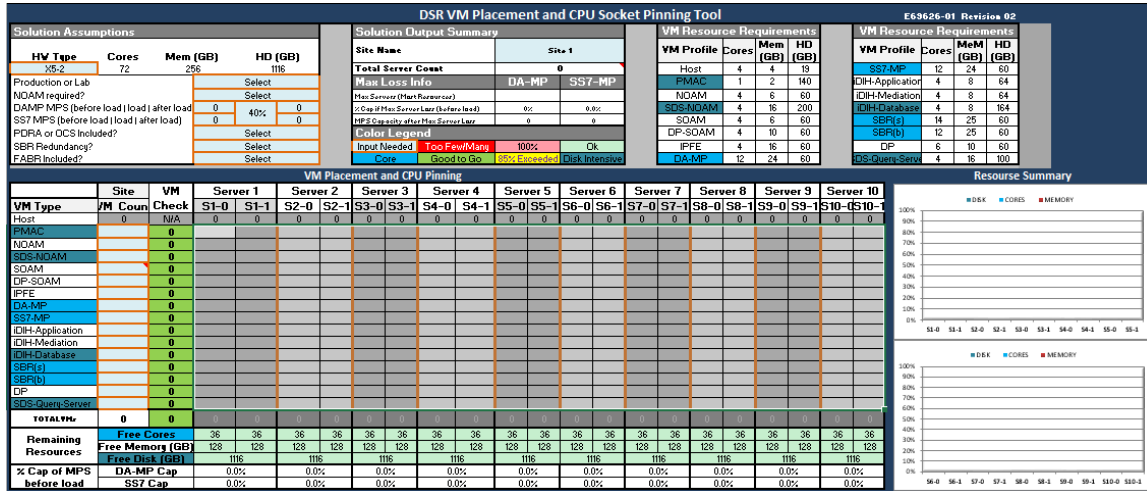 DSR VM Placement and CPU Socket Pinning Tool E69626-01 Revision 02
Solution Assumptions
HV Type Cores Mem (GB) HD (GB)
X5-2 72 256 1116
Production or Lab Select
NOAM required? Select
DAMP MPS (before load | load | after load 0 40% 0
SS7 MPS (before load | load | after load) 0 0
PDRA or OCS Included? Select
SBR Redundancy? Select
FABR Included? Select
Solution Output Summary
Site Name Site 1
Total Server Count 0
Max Loss Info DA-MP SS7-MP
Max Servers (Most Resources)
% Cap if Max Server Loss (before load) 0% 0.0%
MPS Capacity after Max Server Loss 0 0
Color Legend
Input Needed Too Few/Many 100% Ok
Core Good to Go 85% Exceeded Disk Intensive
VM Resource Requirements
VM Profile Cores Mem (GB) HD (GB)
Host 4 4 19
PMAC 1 2 140
NOAM 4 6 60
SDS-NOAM 4 16 200
SOAM 4 6 60
DP-SOAM 4 10 60
IPFE 4 16 60
DA-MP 12 24 60
VM Resource Requirements
VM Profile Cores MeM (GB) HD (GB)
SS7-MP 12 24 60
iDIH-Application 4 8 64
iDIH-Mediation 4 8 64
iDIH-Database 4 8 164
SBR(s) 14 25 60
SBR(b) 12 25 60
DP 6 10 60
SDS-Query-Serve 4 16 100
VM Placement and CPU Pinning
Site VM Server 1 Server 2 Server 3 Server 4 Server 5 Server 6 Server 7 Server 8 Server 9 Server 10
VM Type VM Coun Check S1-0 S1-1 S2-0 S2-1 S3-0 S3-1 S4-0 S4-1 S5-0 S5-1 S6-0 S6-1 S7-0 S7-1 S8-0 S8-1 S9-0 S9-1 S10-0 S10-1
Host 0 N/A 0 0 0 0 0 0 0 0 0 0 0 0 0 0 0 0 0 0 0 0
PMAC 0
NOAM 0
SDS-NOAM 0
SOAM 0
DP-SOAM 0
IPFE 0
DA-MP 0
SS7-MP 0
iDIH-Application 0
iDIH-Mediation 0
iDIH-Database 0
SBR(s) 0
SBR(b) 0
DP 0
SDS-Query-Server 0
TOTAL VMs 0 0 0 0 0 0 0 0 0 0 0 0 0 0 0 0 0 0 0 0 0 0
Remaining Resources
Free Cores 36 36 36 36 36 36 36 36 36 36 36 36 36 36 36 36 36 36 36 36
Free Memory (GB) 128 128 128 128 128 128 128 128 128 128 128 128 128 128 128 128 128 128 128 128
Free Disk (GB) 1116 1116 1116 1116 1116 1116 1116 1116 1116 1116
% Cap of MPS before load
DA-MP Cap 0.0% 0.0% 0.0% 0.0% 0.0% 0.0% 0.0% 0.0% 0.0% 0.0%
SS7 Cap 0.0% 0.0% 0.0% 0.0% 0.0% 0.0% 0.0% 0.0% 0.0% 0.0%
Resourse Summary
DISK CORES MEMORY
100%
90%
80%
70%
60%
50%
40%
30%
20%
10%
0%
S1-0 S1-1 S2-0 S2-1 S3-0 S3-1 S4-0 S4-1 S5-0 S5-1
DISK CORES MEMORY
100%
90%
80%
70%
60%
50%
40%
30%
20%
10%
0%
S6-0 S6-1 S7-0 S7-1 S8-0 S8-1 S9-0 S9-1 S10-0 S10-1